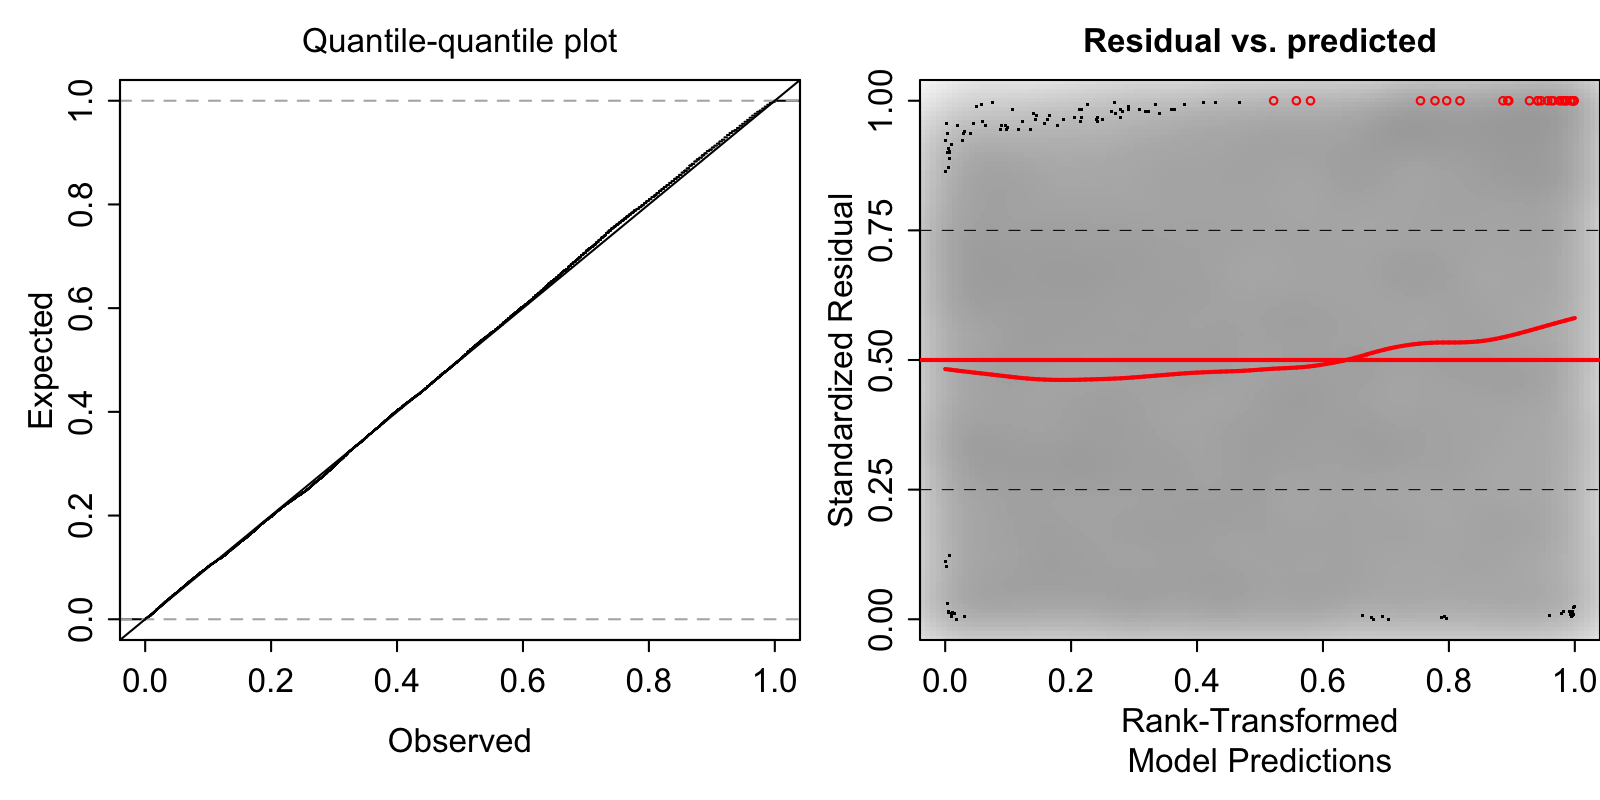 Quantile-quantile plot
Expected
0.0 0.2 0.4 0.6 0.8 1.0
0.0 0.2 0.4 0.6 0.8 1.0
Observed
Residual vs. predicted
Standardized Residual
0.00 0.25 0.50 0.75 1.00
0.0 0.2 0.4 0.6 0.8 1.0
Rank-Transformed
Model Predictions